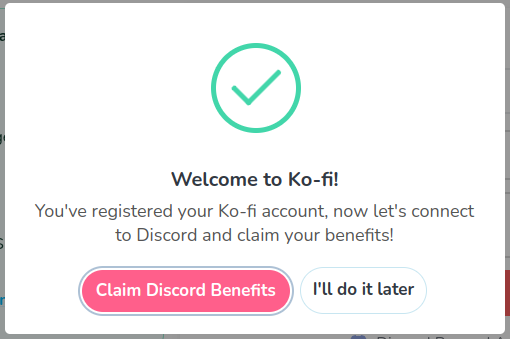 Welcome to Ko-fi!
You've registered your Ko-fi account, now let's connect
to Discord and claim your benefits!
Claim Discord Benefits
I'll do it later